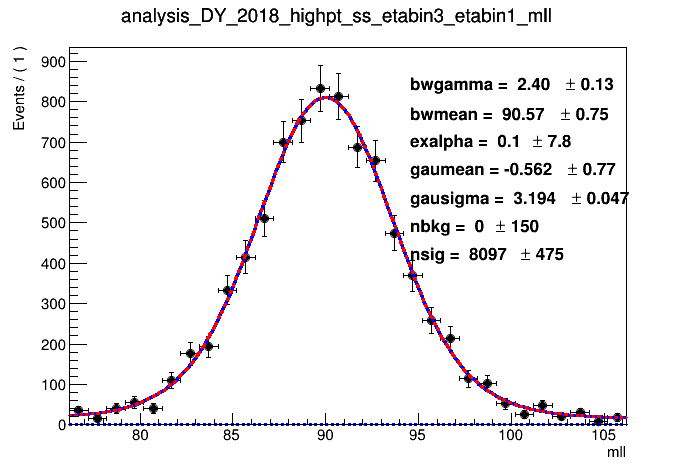 analysis_DY_2018_highpt_ss_etabin3_etabin1_mll
Events / ( 1 )
900
800
700
600
500
400
300
200
100
0
bwgamma = 2.40 ± 0.13
bwmean = 90.57 ± 0.75
exalpha = 0.1 ± 7.8
gaumean = -0.562 ± 0.77
gausigma = 3.194 ± 0.047
nbkg = 0 ± 150
nsig = 8097 ± 475
80 85 90 95 100 105
mll